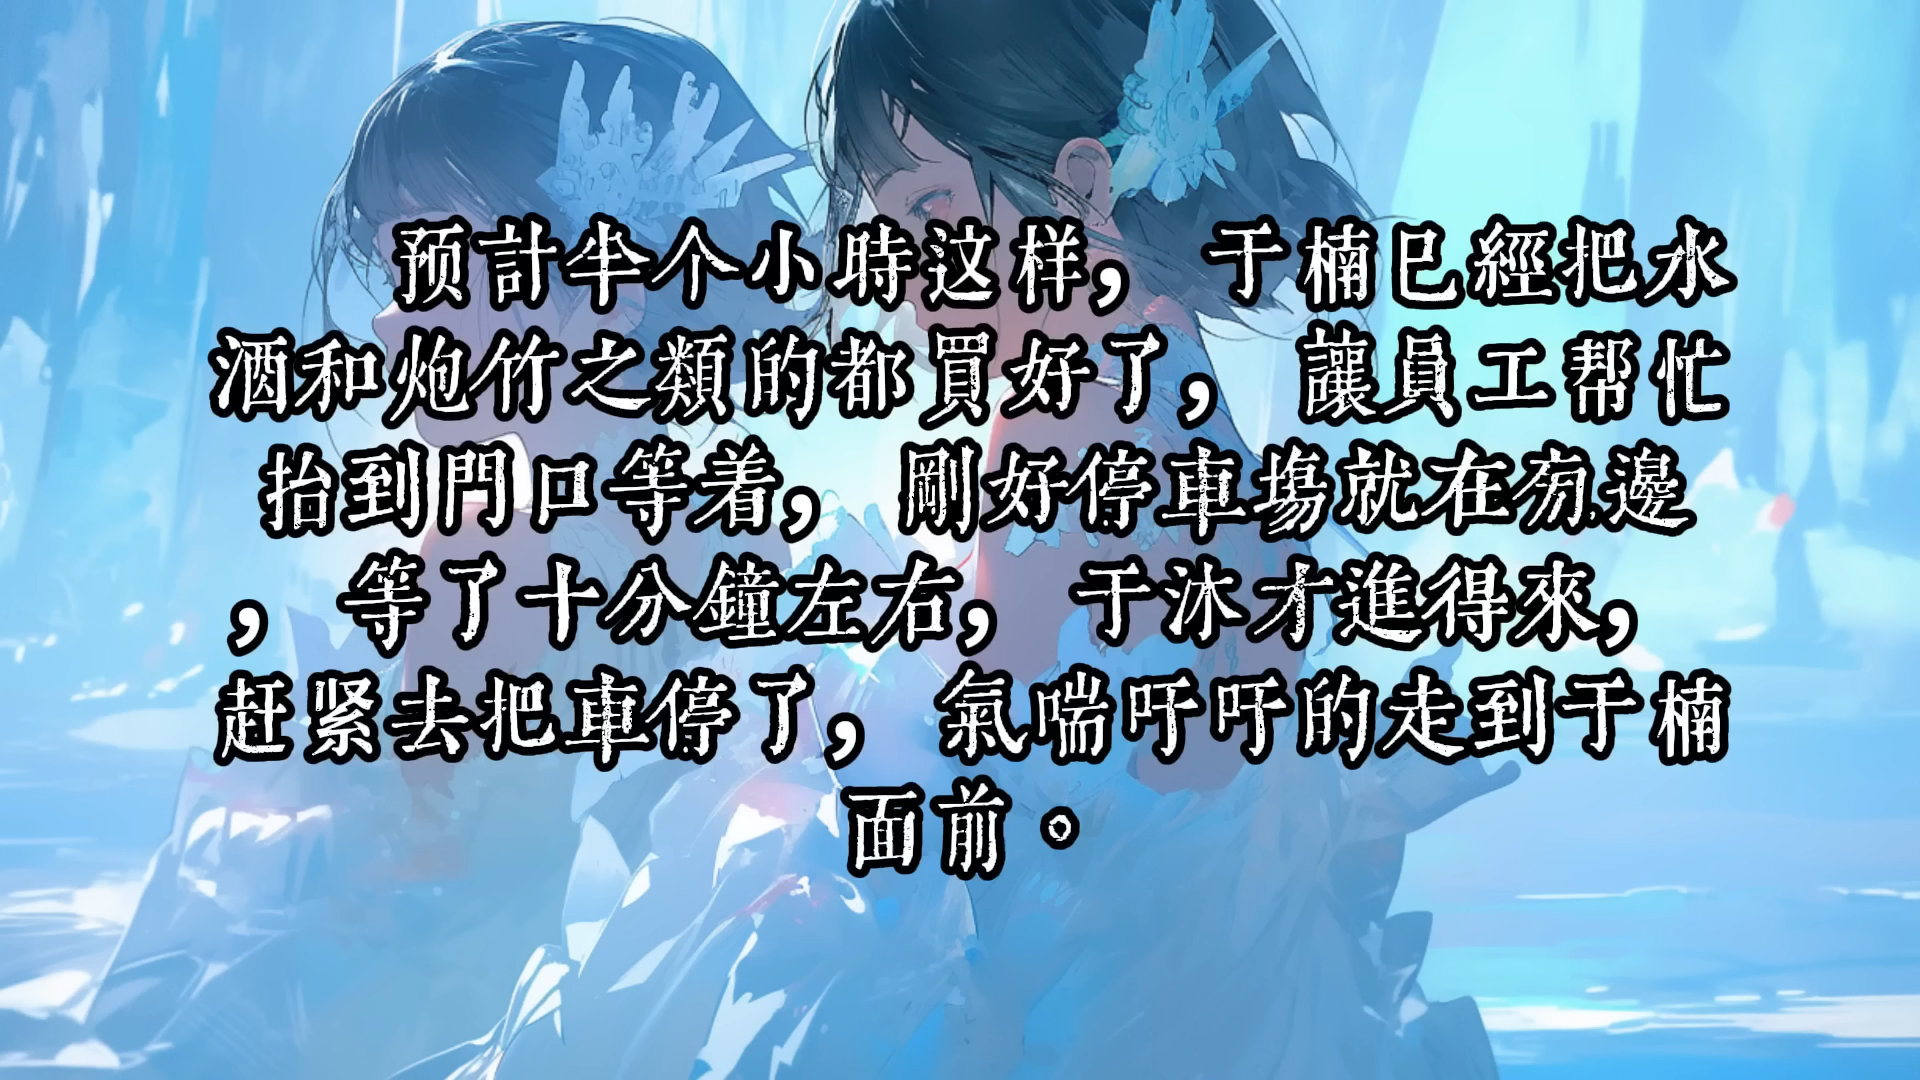 预計半个小時这样， 于楠已經把水
酒和炮竹之類的都買好了， 讓員工帮忙
抬到門口等着， 剛好停車場就在旁邊
， 等了十分鐘左右， 于沐才進得來，
赶紧去把車停了， 氣喘吁吁的走到于楠
面前。